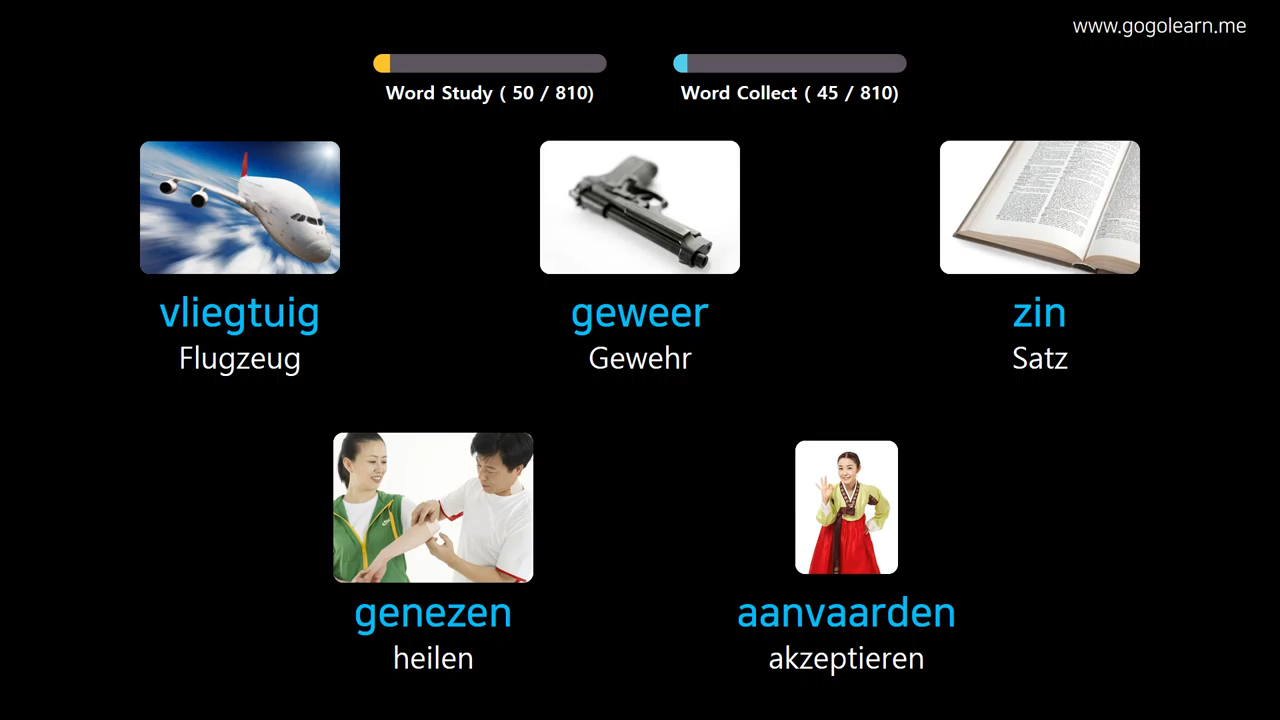 www.gogolearn.me
Word Study ( 50 / 810)
Word Collect ( 45 / 810)
vliegtuig
Flugzeug
geweer
Gewehr
zin
Satz
genezen
heilen
aanvaarden
akzeptieren